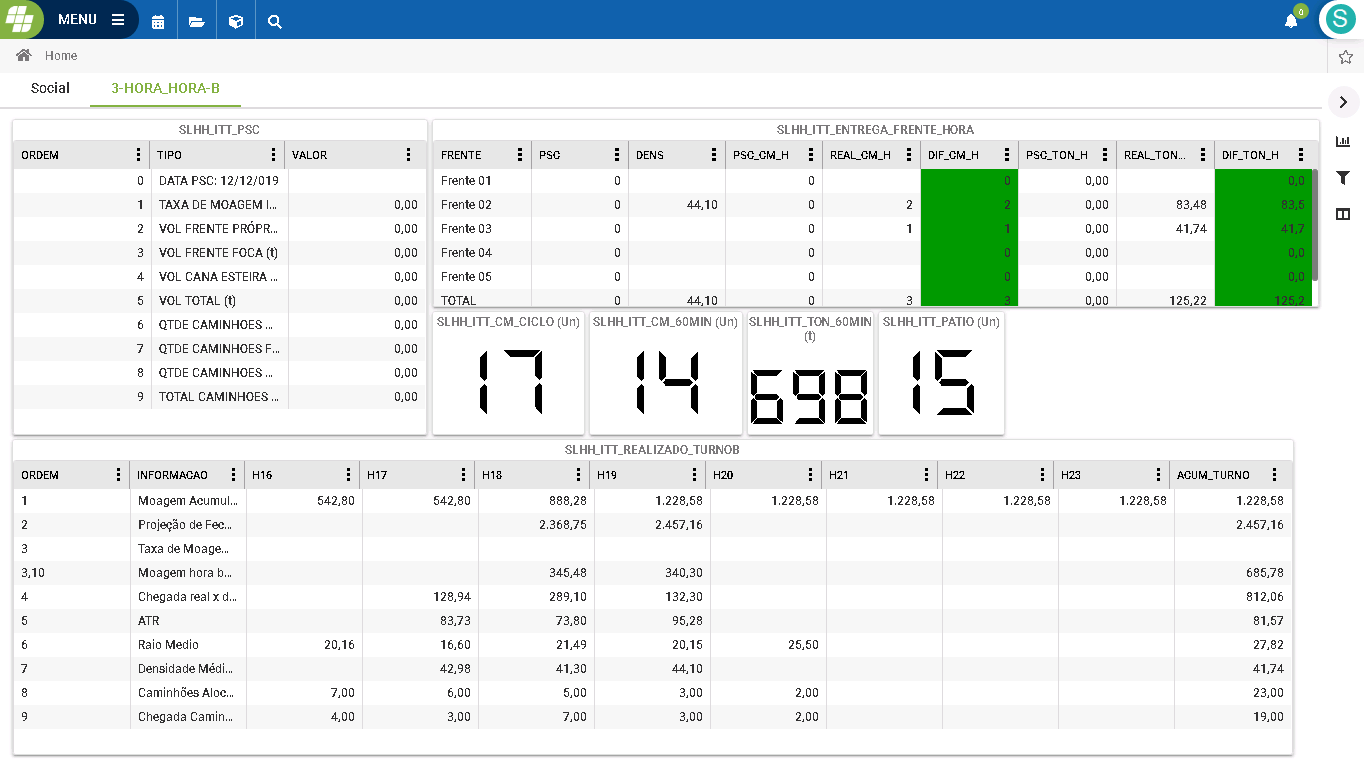 MENU
0
S
Home
Social 3-HORA_HORA-B
SLHH_ITT_PSC
ORDEM TIPO VALOR
0 DATA PSC: 12/12/019
1 TAXA DE MOAGEM I... 0,00
2 VOL FRENTE PRÓPR... 0,00
3 VOL FRENTE FOCA (t) 0,00
4 VOL CANA ESTEIRA ... 0,00
5 VOL TOTAL (t) 0,00
6 QTDE CAMINHOES ... 0,00
7 QTDE CAMINHOES F... 0,00
8 QTDE CAMINHOES ... 0,00
9 TOTAL CAMINHOES ... 0,00
SLHH_ITT_ENTREGA_FRENTE_HORA
FRENTE PSC DENS PSC_CM_H REAL_CM_H DIF_CM_H PSC_TON_H REAL_TON... DIF_TON_H
Frente 01 0 0 0 0,00 0,0
Frente 02 0 44,10 0 2 2 0,00 83,48 83,5
Frente 03 0 0 1 1 0,00 41,74 41,7
Frente 04 0 0 0 0,00 0,0
Frente 05 0 0 0 0,00 0,0
TOTAL 0 44,10 0 3 3 0,00 125,22 125,2
SLHH_ITT_CM_CICLO (Un)
17
SLHH_ITT_CM_60MIN (Un)
14
SLHH_ITT_TON_60MIN
(t)
698
SLHH_ITT_PATIO (Un)
15
SLHH_ITT_REALIZADO_TURNOB
ORDEM INFORMACAO H16 H17 H18 H19 H20 H21 H22 H23 ACUM_TURNO
1 Moagem Acumul... 542,80 542,80 888,28 1.228,58 1.228,58 1.228,58 1.228,58 1.228,58 1.228,58
2 Projeção de Fec... 2.368,75 2.457,16 2.457,16
3 Taxa de Moage...
3,10 Moagem hora b... 345,48 340,30 685,78
4 Chegada real x d... 128,94 289,10 132,30 812,06
5 ATR 83,73 73,80 95,28 81,57
6 Raio Medio 20,16 16,60 21,49 20,15 25,50 27,82
7 Densidade Médi... 42,98 41,30 44,10 41,74
8 Caminhões Aloc... 7,00 6,00 5,00 3,00 2,00 23,00
9 Chegada Camin... 4,00 3,00 7,00 3,00 2,00 19,00